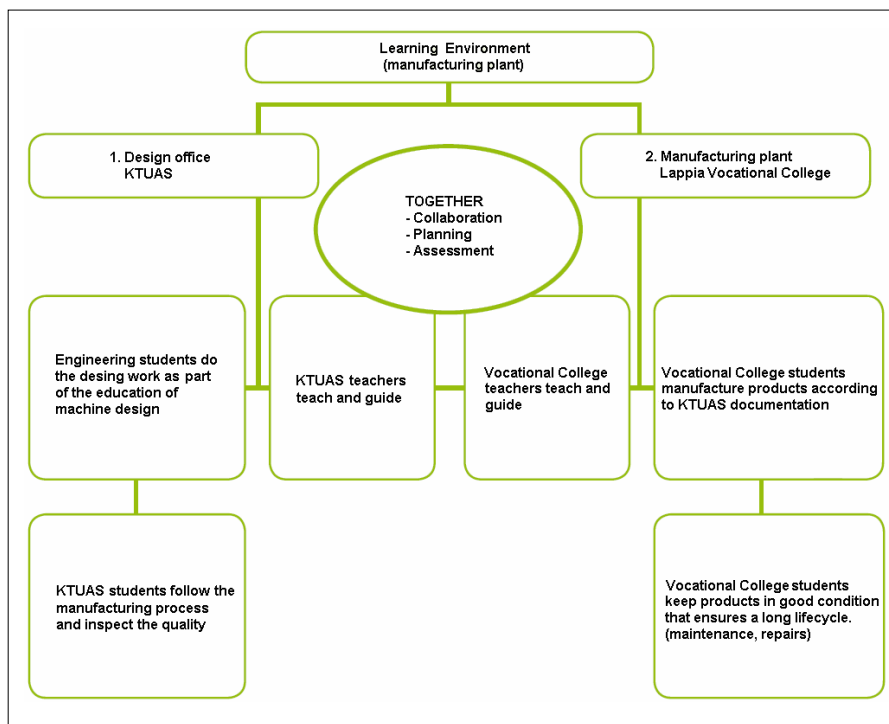 Learning Environment
(manufacturing plant)
1. Design office
KTUAS
2. Manufacturing plant
Lappia Vocational College
TOGETHER
- Collaboration
- Planning
- Assessment
Engineering students do
the desing work as part
of the education of
machine design
KTUAS teachers
teach and guide
Vocational College
teachers teach and
guide
Vocational College students
manufacture products according
to KTUAS documentation
KTUAS students follow the
manufacturing process
and inspect the quality
Vocational College students
keep products in good condition
that ensures a long lifecycle.
(maintenance, repairs)